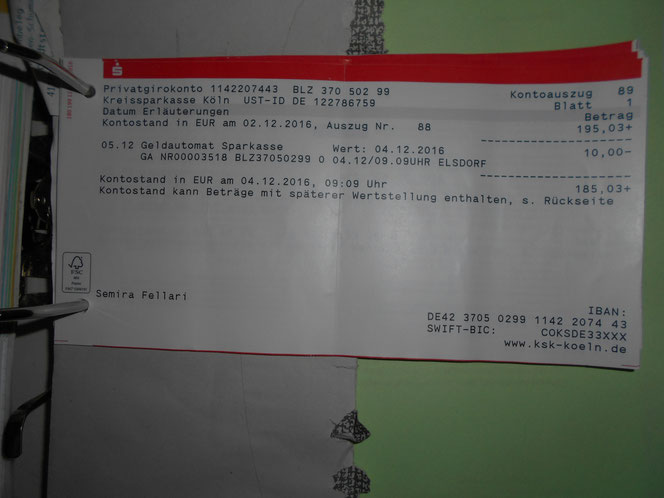 Privatgirokonto 1142207443 BLZ 370 502 99 Kontoauszug 89
Kreissparkasse Köln UST-ID DE 122786759 Blatt 1
Datum Erläuterungen Betrag
Kontostand in EUR am 02.12.2016, Auszug Nr. 88 195,03+
05.12 Geldautomat Sparkasse Wert: 04.12.2016 10,00-
GA NR00003518 BLZ37050299 0 04.12/09.09UHR ELSDORF
Kontostand in EUR am 04.12.2016, 09:09 Uhr 185,03+
Kontostand kann Beträge mit späterer Wertstellung enthalten, s. Rückseite
FSC
Semira Fellari
IBAN:
DE42 3705 0299 1142 2074 43
SWIFT-BIC: COKSDE33XXX
www.ksk-koeln.de